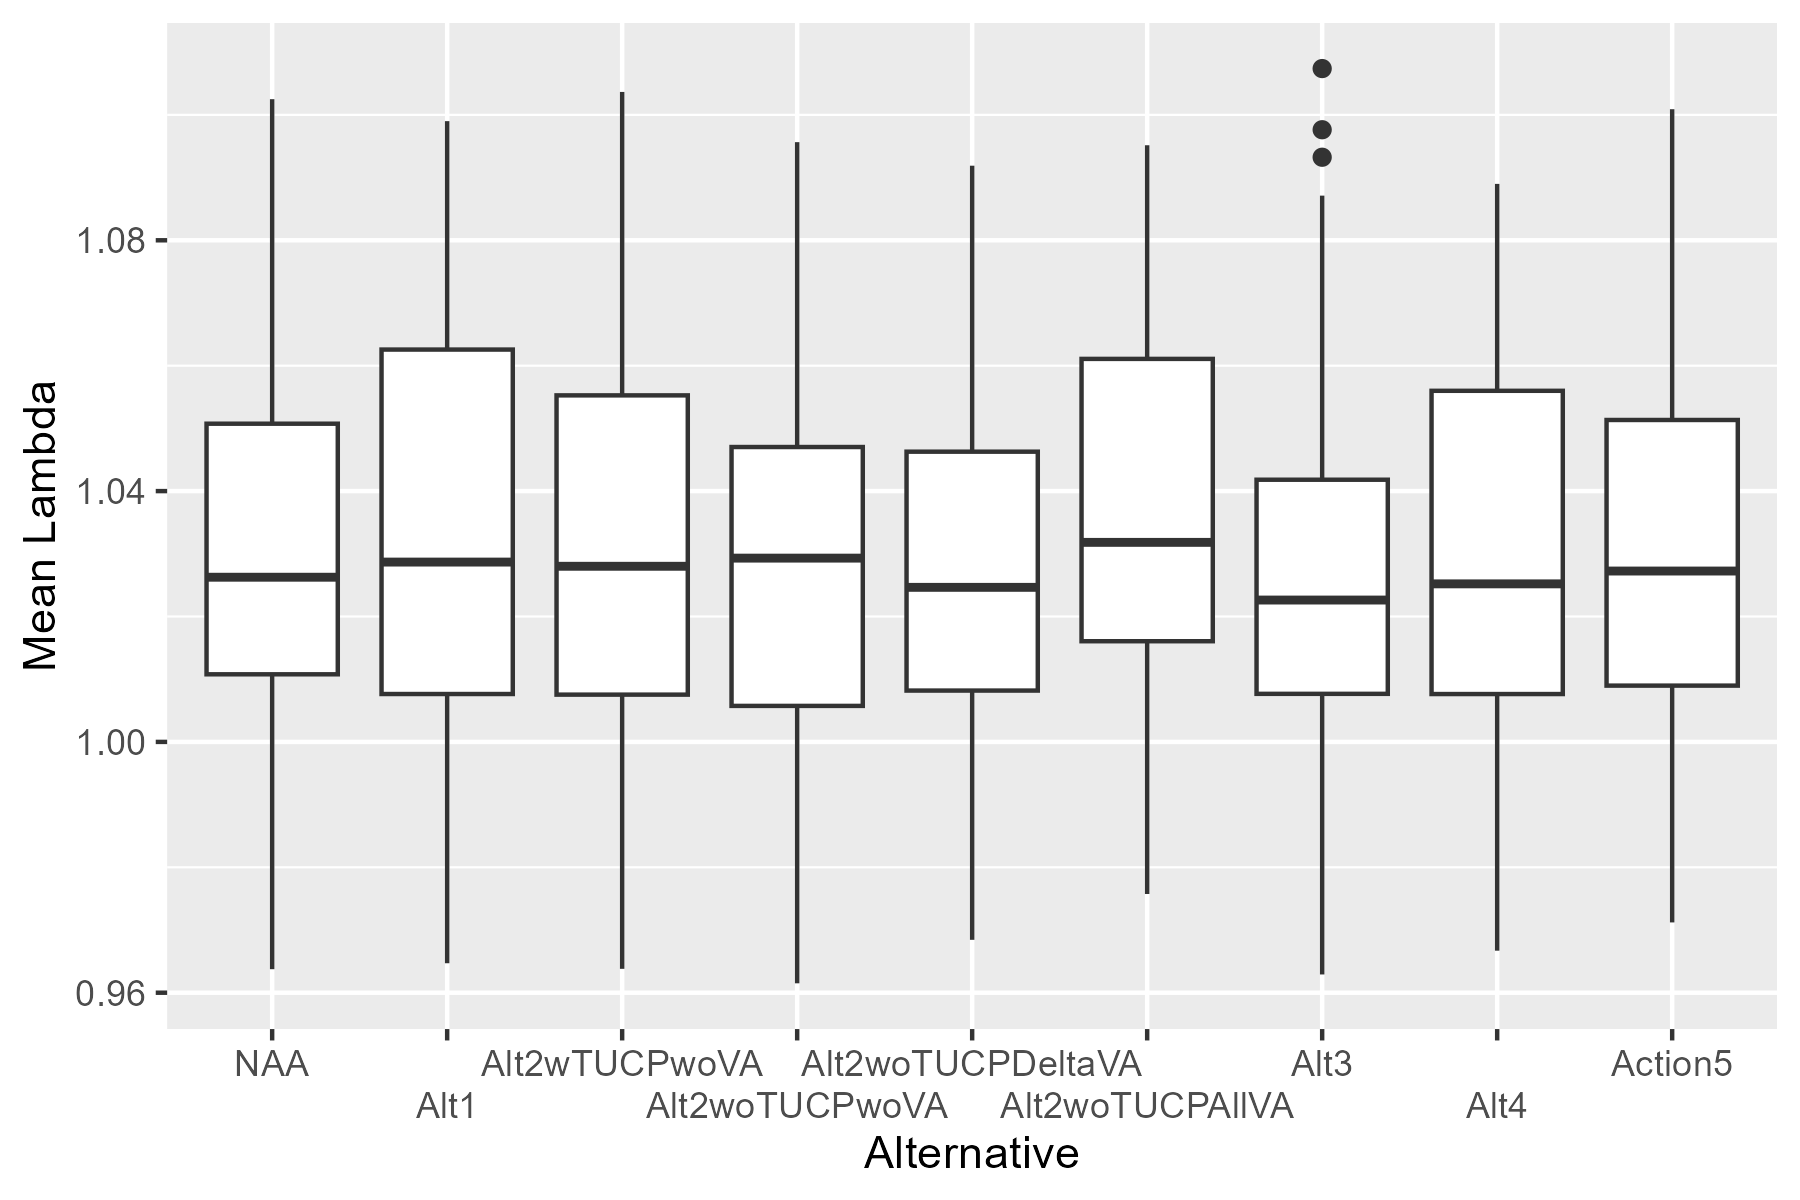 Mean Lambda
1.08
1.04
1.00
0.96
NAA Alt2wTUCPwoVA Alt2woTUCPDeltaVA Alt3 Action5
Alt1 Alt2woTUCPwoVA Alt2woTUCPAllVA Alt4
Alternative